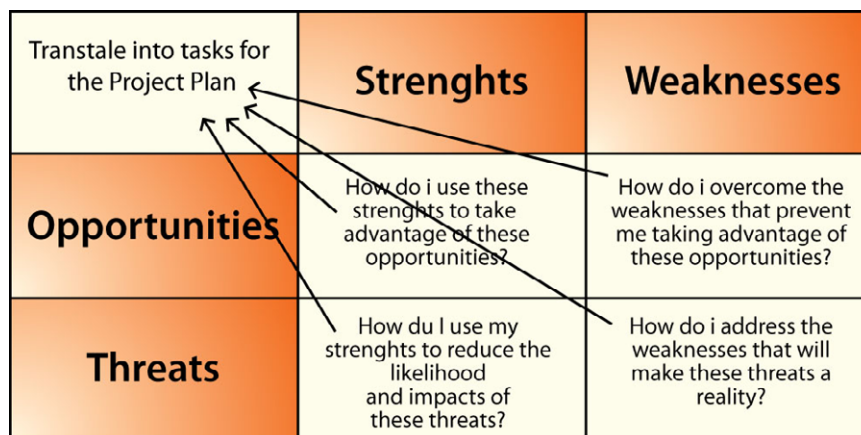 Transtale into tasks for
the Project Plan
Strenghts
Weaknesses
Opportunities
How do i use these
strenghts to take
advantage of these
opportunities?
How do i overcome the
weaknesses that prevent
me taking advantage of
these opportunities?
Threats
How du I use my
strenghts to reduce the
likelihood
and impacts of
these threats?
How do i address the
weaknesses that will
make these threats a
reality?